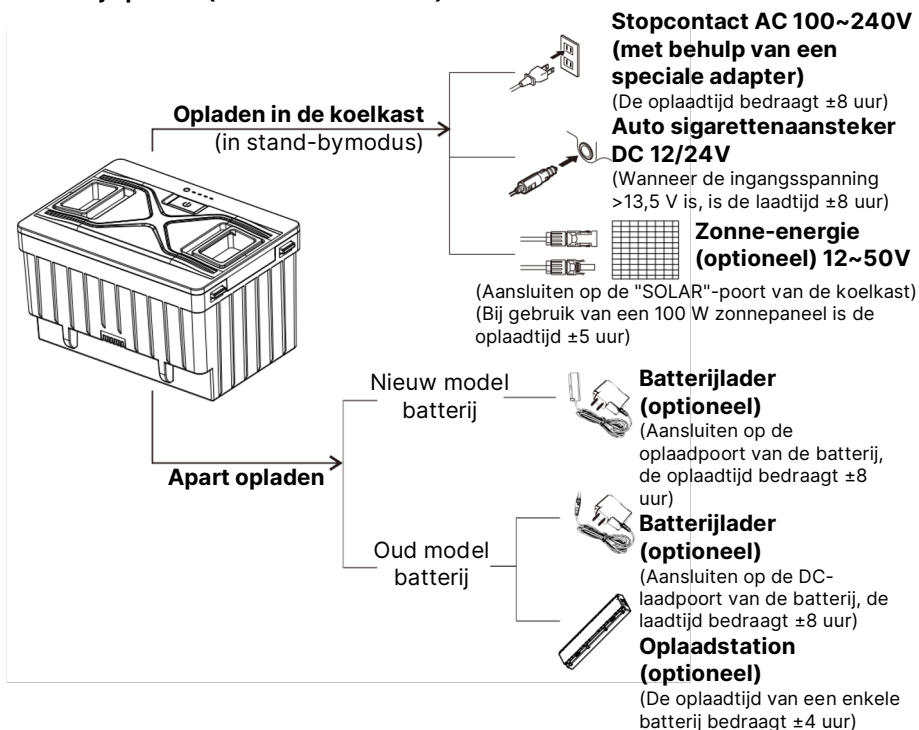 Stopcontact AC 100~240V
(met behulp van een
speciale adapter)
(De oplaadtijd bedraagt ±8 uur)
Opladen in de koelkast
(in stand-bymodus)
Auto sigarettenaansteker
DC 12/24V
(Wanneer de ingangsspanning
>13,5 V is, is de laadtijd ±8 uur)
Zonne-energie
(optioneel) 12~50V
(Aansluiten op de "SOLAR"-poort van de koelkast)
(Bij gebruik van een 100 W zonnepaneel is de
oplaadtijd ±5 uur)
Apart opladen
Nieuw model
batterij
Batterijlader
(optioneel)
(Aansluiten op de
oplaadpoort van de batterij,
de oplaadtijd bedraagt ±8
uur)
Oud model
batterij
Batterijlader
(optioneel)
(Aansluiten op de DC-
laadpoort van de batterij, de
laadtijd bedraagt ±8 uur)
Oplaadstation
(optioneel)
(De oplaadtijd van een enkele
batterij bedraagt ±4 uur)